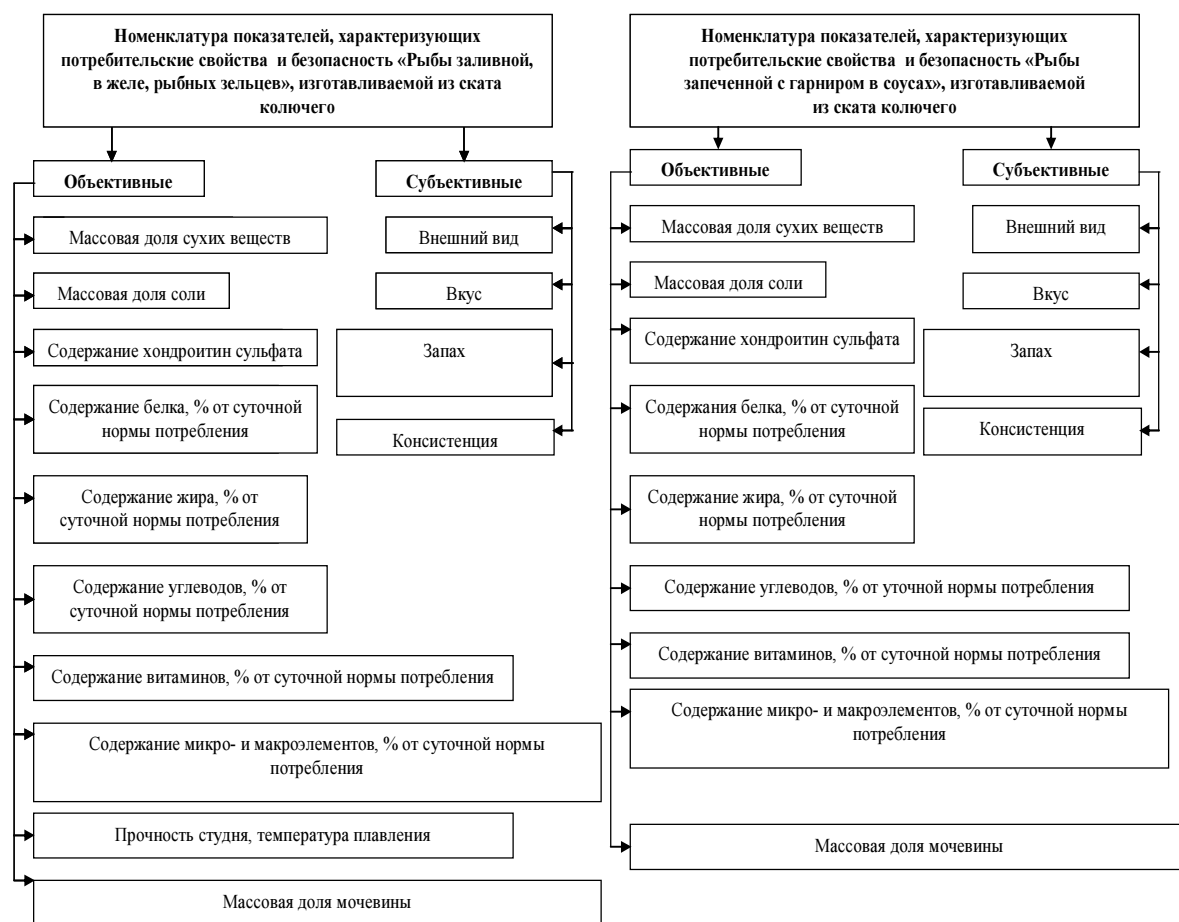 Номенклатура показателей, характеризующих
потребительские свойства и безопасность «Рыбы заливной,
в желе, рыбных зельцев», изготавливаемой из ската
колючего
Объективные
Субъективные
Массовая доля сухих веществ
Массовая доля соли
Содержание хондроитин сульфата
Содержание белка, % от суточной
нормы потребления
Содержание жира, % от
суточной нормы потребления
Содержание углеводов, % от
суточной нормы потребления
Содержание витаминов, % от суточной нормы потребления
Содержание микро- и макроэлементов, % от суточной нормы
потребления
Прочность студня, температура плавления
Массовая доля мочевины
Внешний вид
Вкус
Запах
Консистенция
Номенклатура показателей, характеризующих
потребительские свойства и безопасность «Рыбы
запеченной с гарниром в соусах», изготавливаемой
из ската колючего
Объективные
Субъективные
Массовая доля сухих веществ
Массовая доля соли
Содержание хондроитин сульфата
Содержания белка, % от суточной
нормы потребления
Содержание жира, % от суточной
нормы потребления
Содержание углеводов, % от уточной нормы потребления
Содержание витаминов, % от суточной нормы потребления
Содержание микро- и макроэлементов, % от суточной нормы
потребления
Массовая доля мочевины
Внешний вид
Вкус
Запах
Консистенция